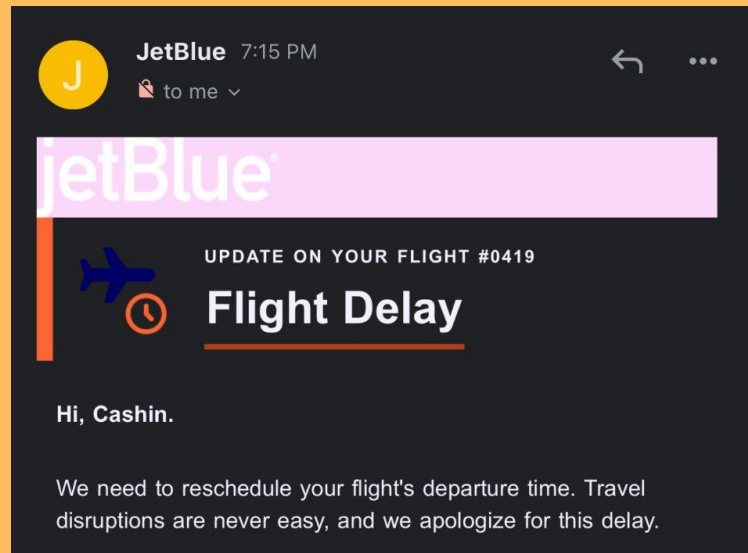 J
JetBlue 7:15 PM
to me
jetBlue
UPDATE ON YOUR FLIGHT #0419
Flight Delay
Hi, Cashin.
We need to reschedule your flight's departure time. Travel
disruptions are never easy, and we apologize for this delay.